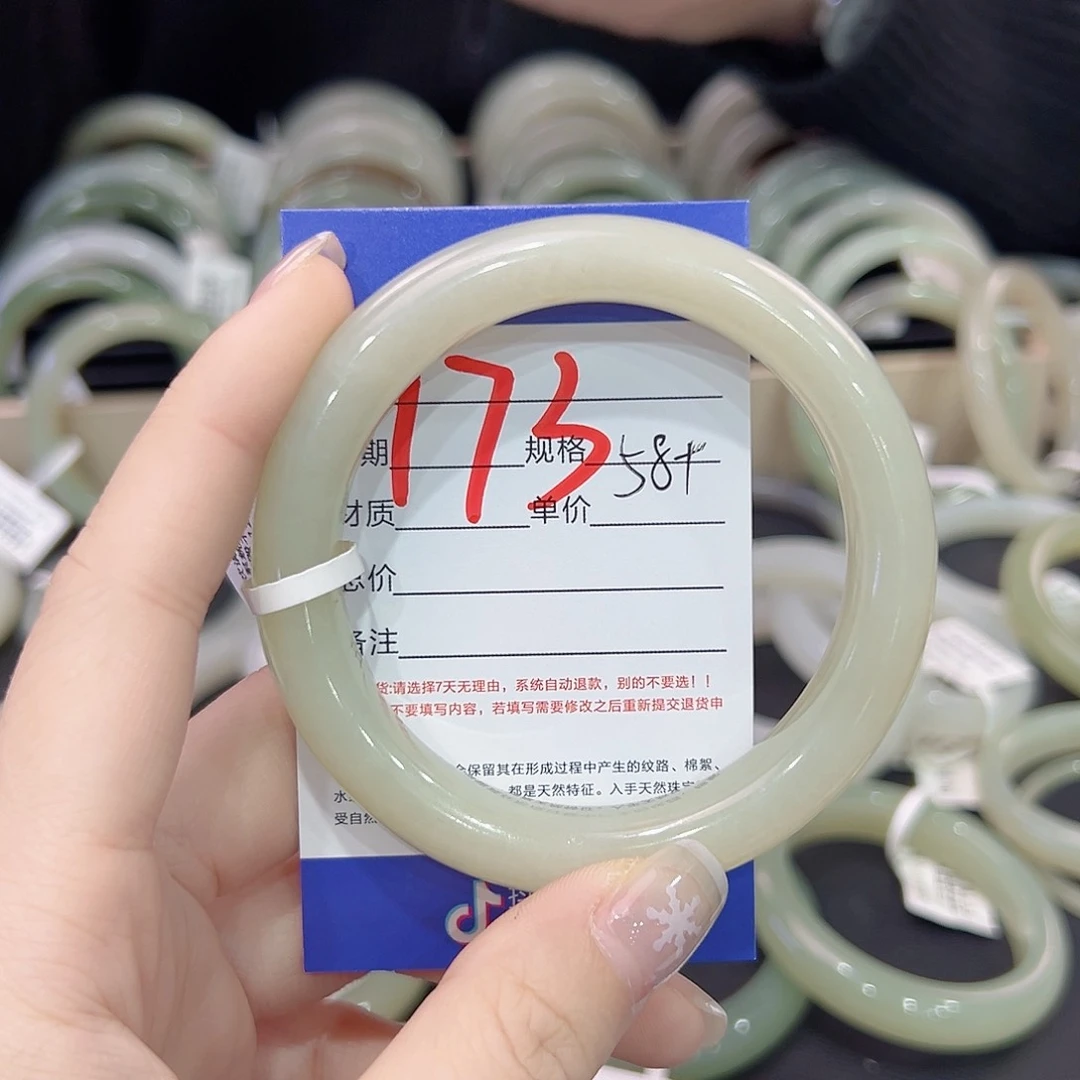 173
期 规格 58+
材质 单价
总价
备注
货:请选择7天无理由，系统自动退款，别的不要选！！
不要填写内容，若填写需要修改之后重新提交退货申
会保留其在形成过程中产生的纹路、棉絮、
都是天然特征。入手天然珠宝
受自然